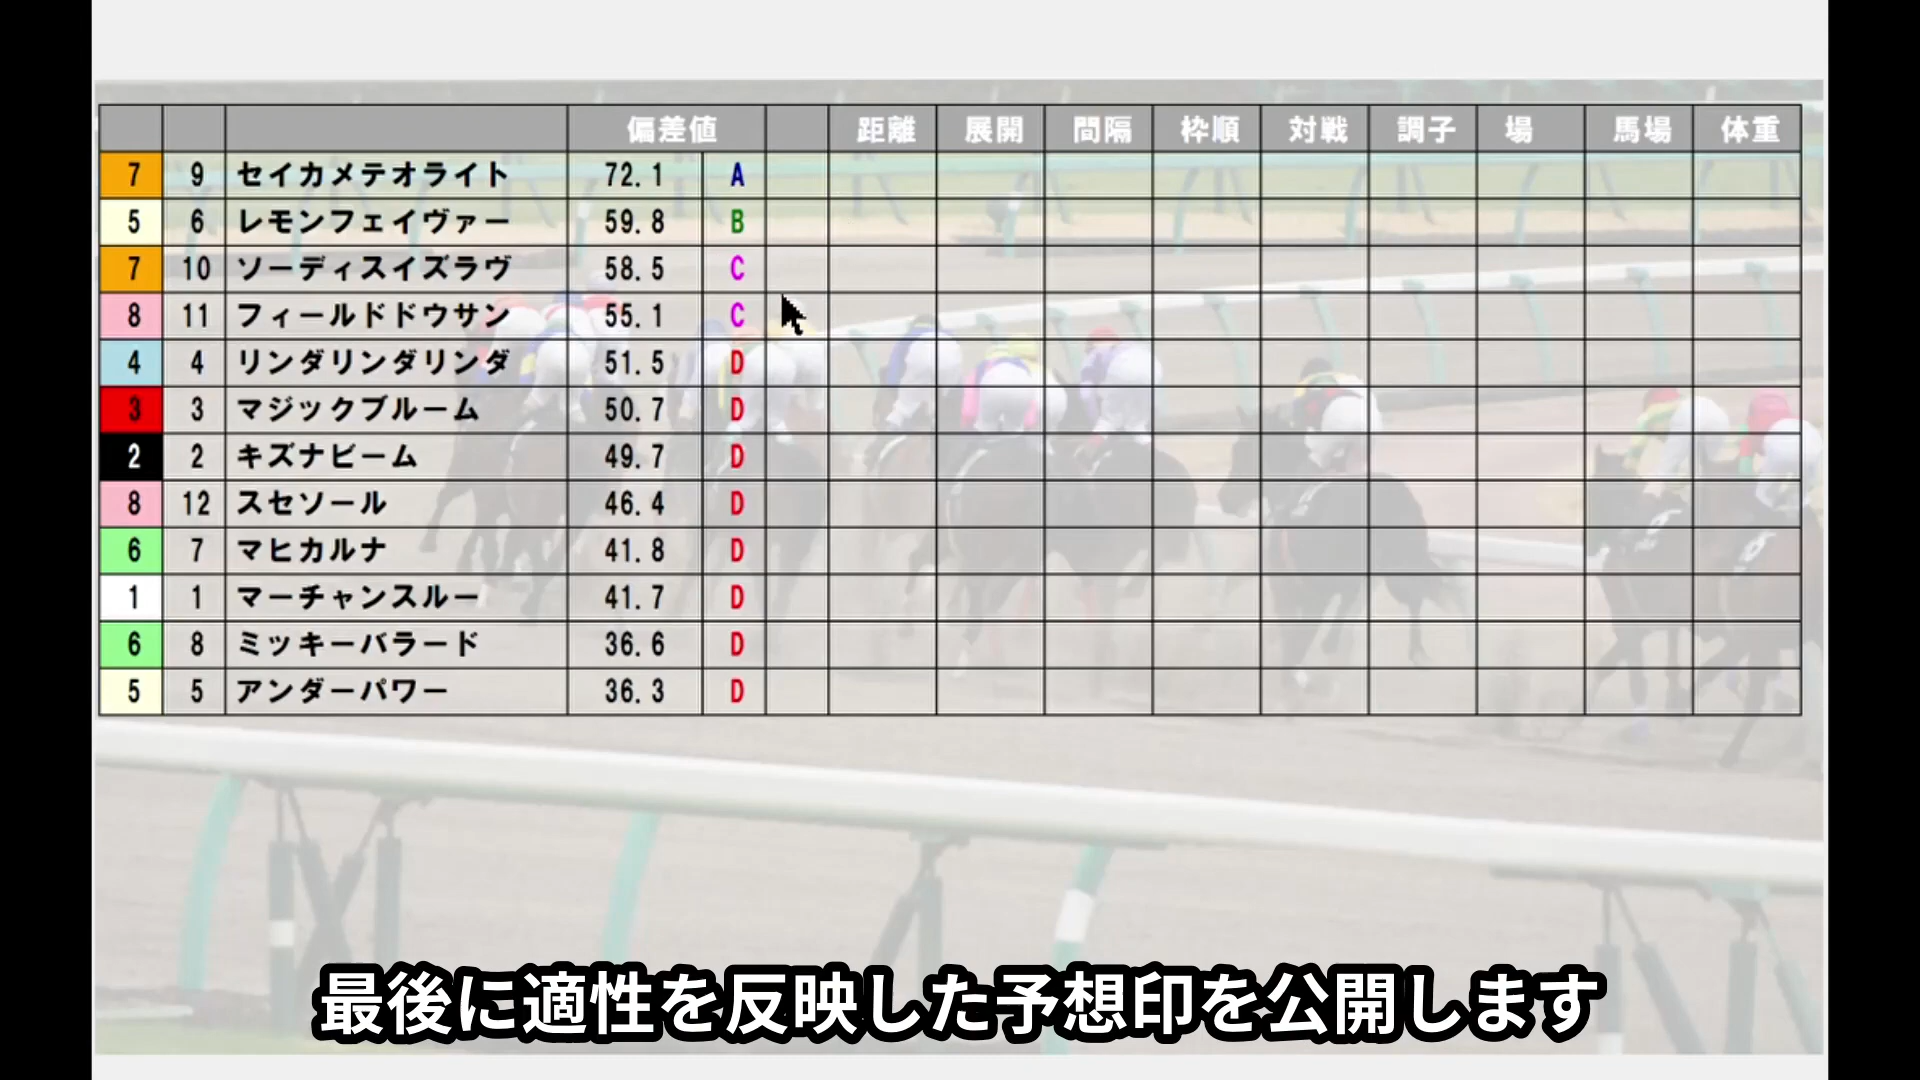 偏差値 距離 展開 間隔 枠順 対戦 調子 場 馬場 体重
7 9 セイカメテオライト 72.1 A
5 6 レモンフェイヴァー 59.8 B
7 10 ソーディスイズラヴ 58.5 C
8 11 フィールドドウサン 55.1 C
4 4 リンダリンダリンダ 51.5 D
3 3 マジックブルーム 50.7 D
2 2 キズナビーム 49.7 D
8 12 スセソール 46.4 D
6 7 マヒカルナ 41.8 D
1 1 マーチャンスルー 41.7 D
6 8 ミッキーバラード 36.6 D
5 5 アンダーパワー 36.3 D
最後に適性を反映した予想印を公開します